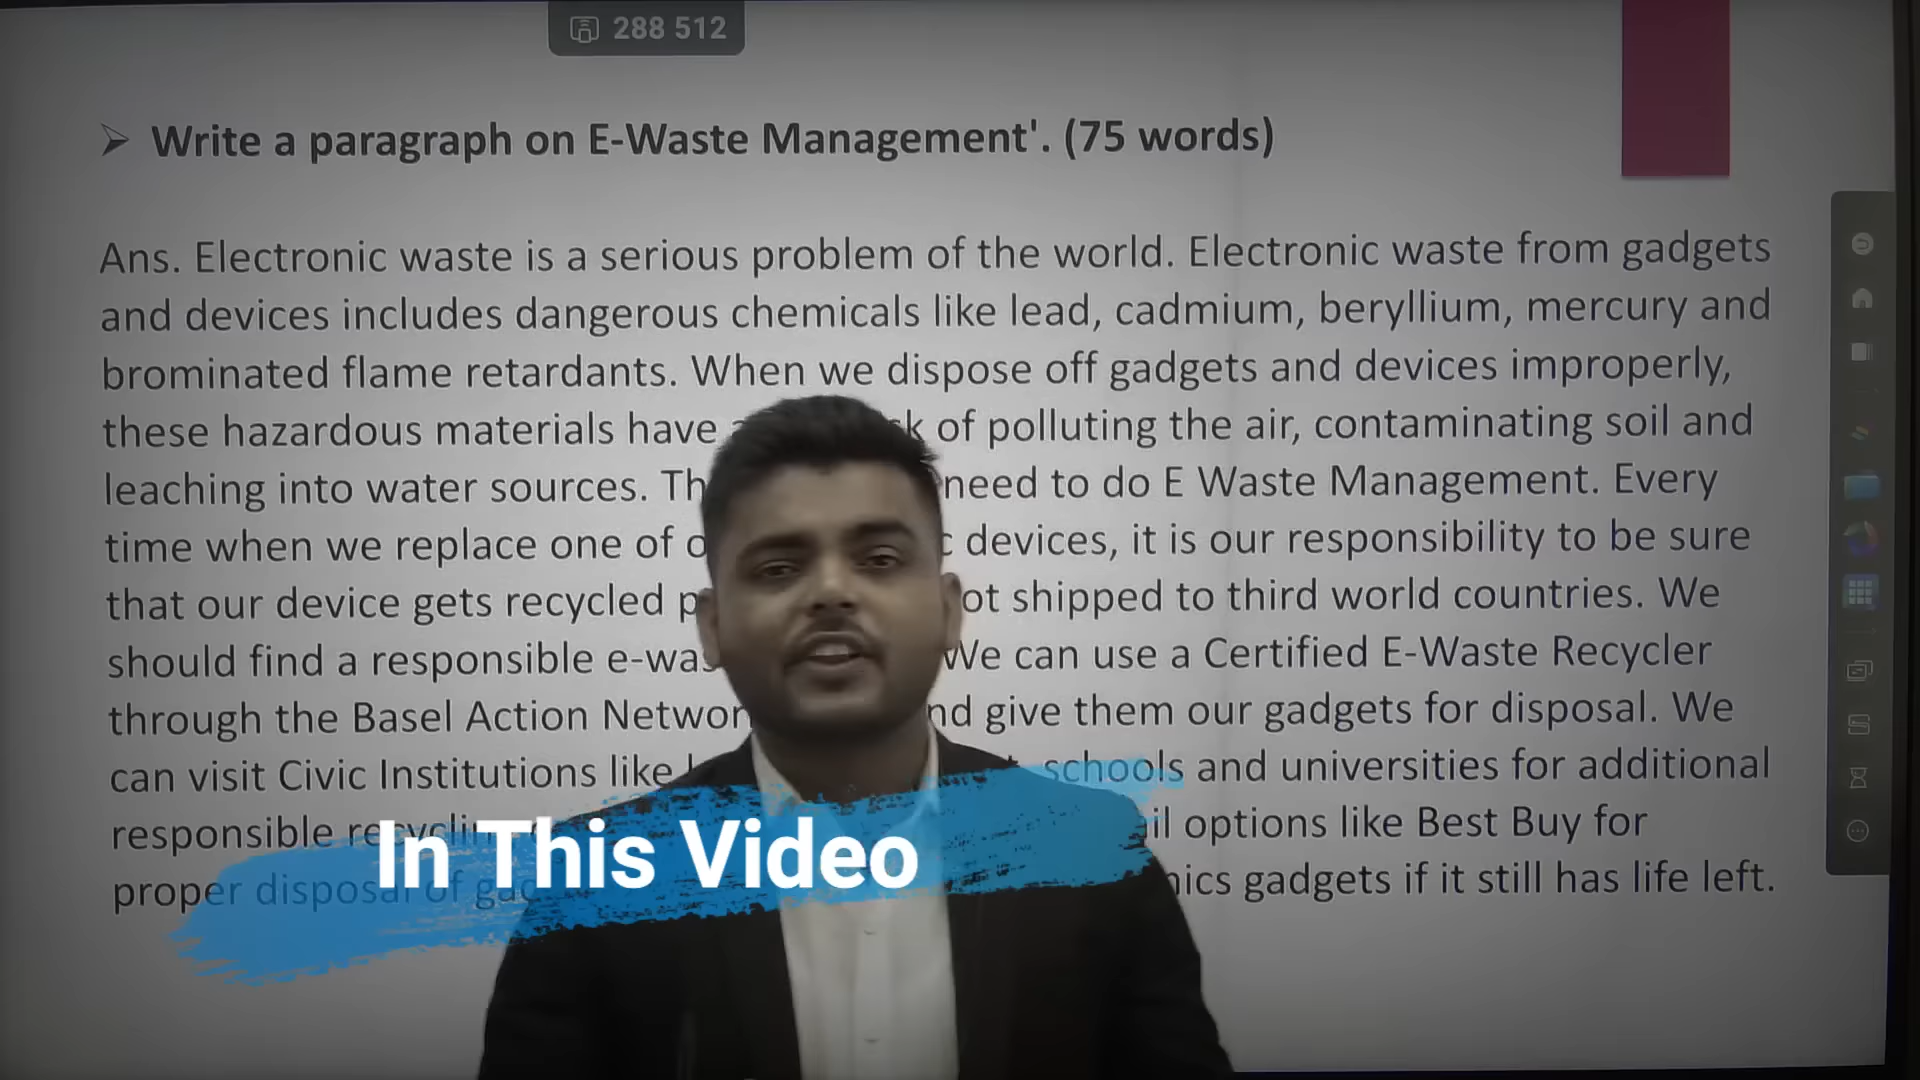 288 512
Write a paragraph on E-Waste Management'. (75 words)
Ans. Electronic waste is a serious problem of the world. Electronic waste from gadgets
and devices includes dangerous chemicals like lead, cadmium, beryllium, mercury and
brominated flame retardants. When we dispose off gadgets and devices improperly,
these hazardous materials have of polluting the air, contaminating soil and
leaching into water sources. need to do E Waste Management. Every
time when we replace one of devices, it is our responsibility to be sure
that our device gets recycled shipped to third world countries. We
should find a responsible We can use a Certified E-Waste Recycler
through the Basel Action give them our gadgets for disposal. We
can visit Civic Institutions like schools and universities for additional
responsible options like Best Buy for
proper disposal of gadgets if it still has life left.
In This Video